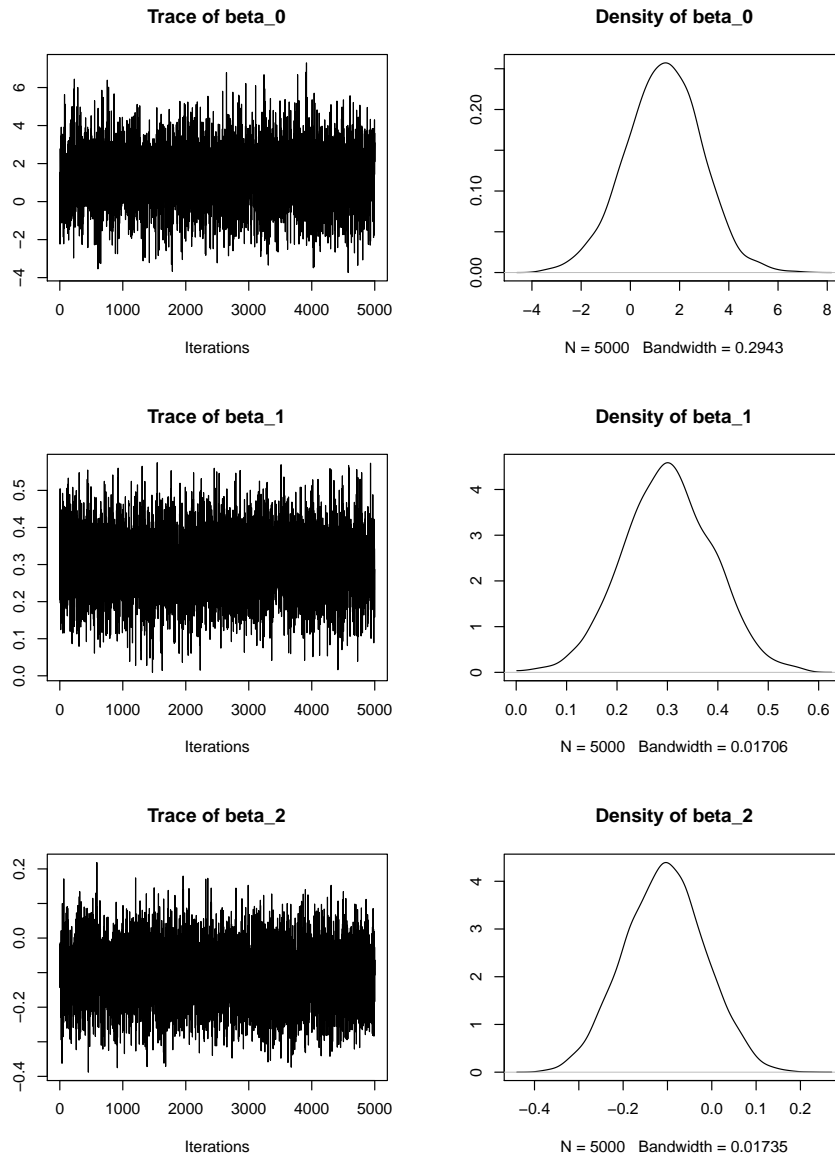 Trace of beta_0
−4 −2 0 2 4 6
0 1000 2000 3000 4000 5000
Iterations
Density of beta_0
0.00 0.10 0.20
−4 −2 0 2 4 6 8
N = 5000 Bandwidth = 0.2943
Trace of beta_1
0.0 0.1 0.2 0.3 0.4 0.5
0 1000 2000 3000 4000 5000
Iterations
Density of beta_1
0 1 2 3 4
0.0 0.1 0.2 0.3 0.4 0.5 0.6
N = 5000 Bandwidth = 0.01706
Trace of beta_2
−0.4 −0.2 0.0 0.2
0 1000 2000 3000 4000 5000
Iterations
Density of beta_2
0 1 2 3 4
−0.4 −0.2 0.0 0.1 0.2
N = 5000 Bandwidth = 0.01735